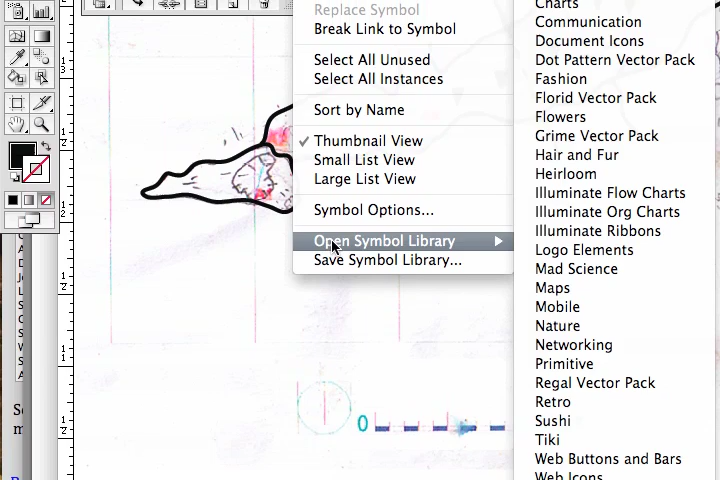 Replace Symbol
Break Link to Symbol
Select All Unused
Select All Instances
Sort by Name
Thumbnail View
Small List View
Large List View
Symbol Options...
Open Symbol Library
Save Symbol Library...
Charts
Communication
Document Icons
Dot Pattern Vector Pack
Fashion
Florid Vector Pack
Flowers
Grime Vector Pack
Hair and Fur
Heirloom
Illuminate Flow Charts
Illuminate Org Charts
Illuminate Ribbons
Logo Elements
Mad Science
Maps
Mobile
Nature
Networking
Primitive
Regal Vector Pack
Retro
Sushi
Tiki
Web Buttons and Bars
Web Icons
0